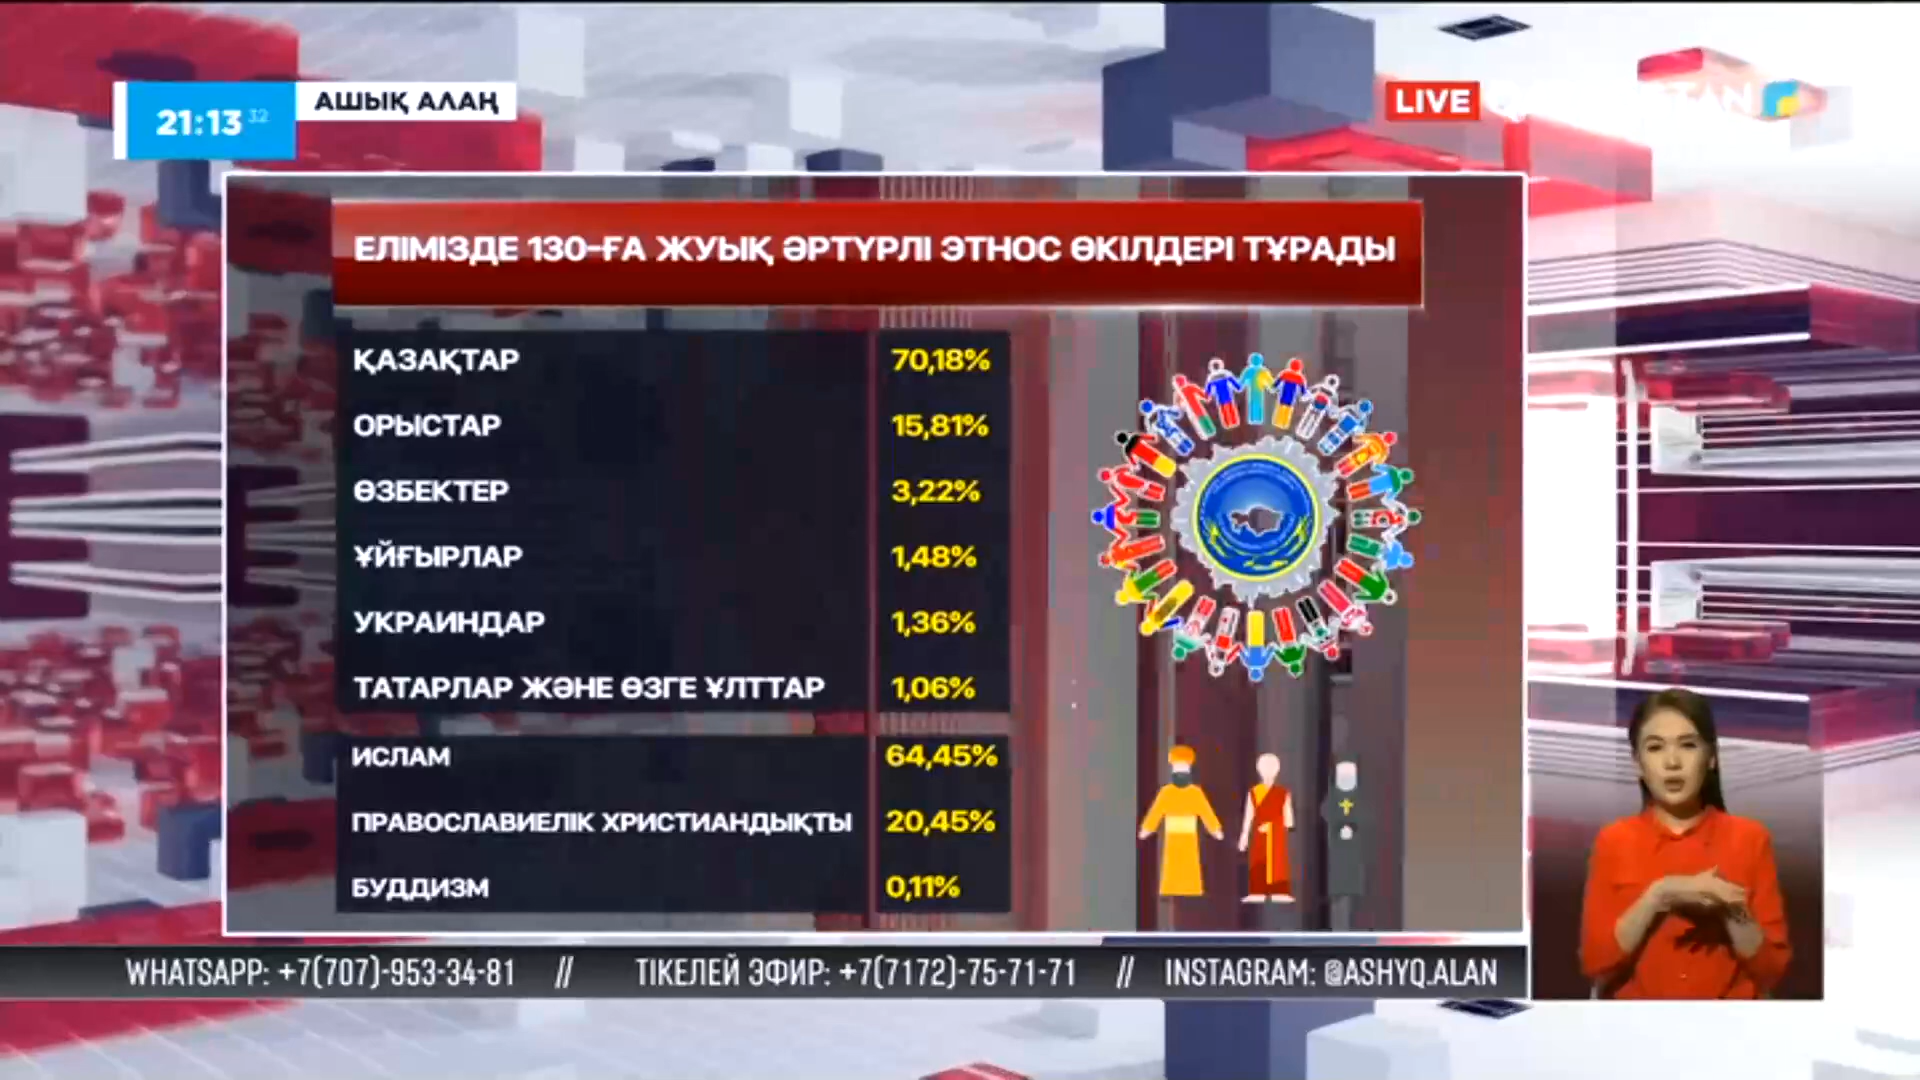 21:13 32
АШЫҚ АЛАҢ
LIVE
ЕЛІМІЗДЕ 130-ҒА ЖУЫҚ ӘРТҮРЛІ ЭТНОС ӨКІЛДЕРІ ТҰРАДЫ
ҚАЗАҚТАР 70,18%
ОРЫСТАР 15,81%
ӨЗБЕКТЕР 3,22%
ҰЙҒЫРЛАР 1,48%
УКРАИНДАР 1,36%
ТАТАРЛАР ЖӘНЕ ӨЗГЕ ҰЛТТАР 1,06%
ИСЛАМ 64,45%
ПРАВОСЛАВИЕЛІК ХРИСТИАНДЫҚТЫ 20,45%
БУДДИЗМ 0,11%
WHATSAPP: +7(707)-953-34-81 // ТІКЕЛЕЙ ЭФИР: +7(7172)-75-71-71 // INSTAGRAM: @ASHYQ.ALAN